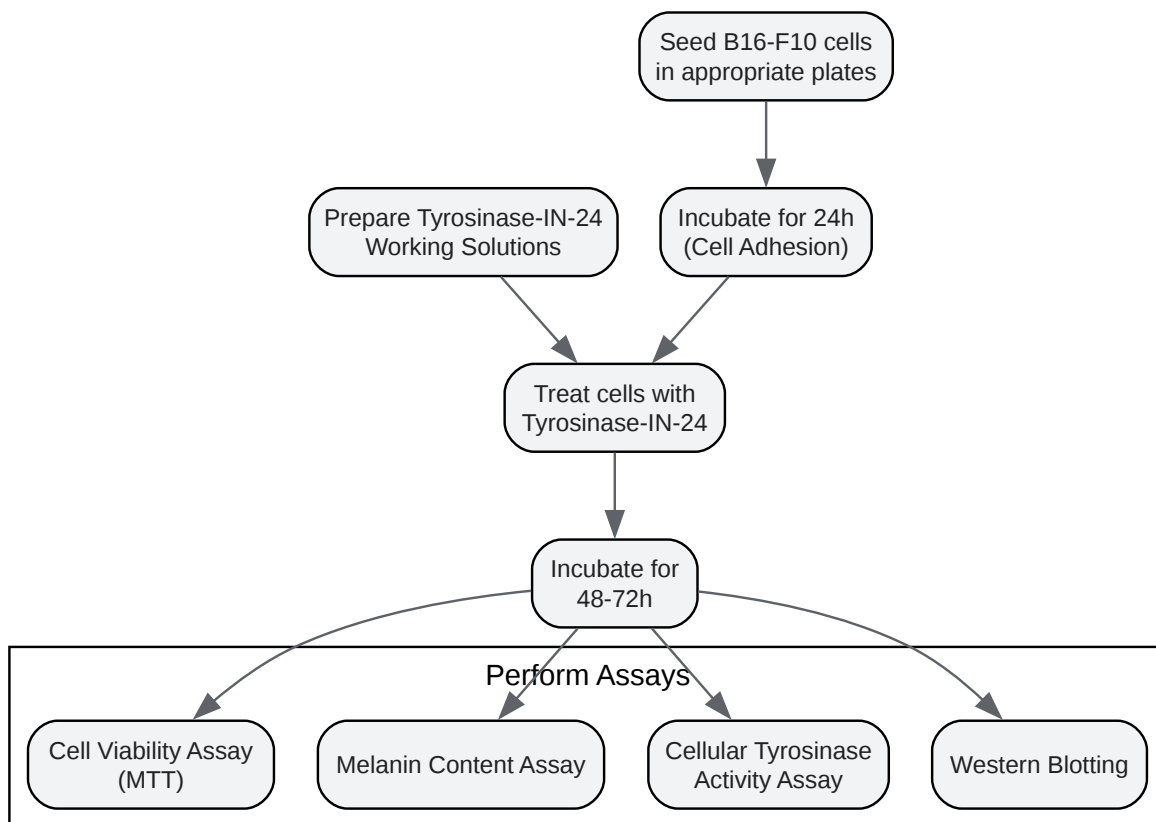 Seed B16-F10 cells
in appropriate plates
Prepare Tyrosinase-IN-24
Working Solutions
Incubate for 24h
(Cell Adhesion)
Treat cells with
Tyrosinase-IN-24
Incubate for
48-72h
Perform Assays
Cell Viability Assay
(MTT)
Melanin Content Assay
Cellular Tyrosinase
Activity Assay
Western Blotting